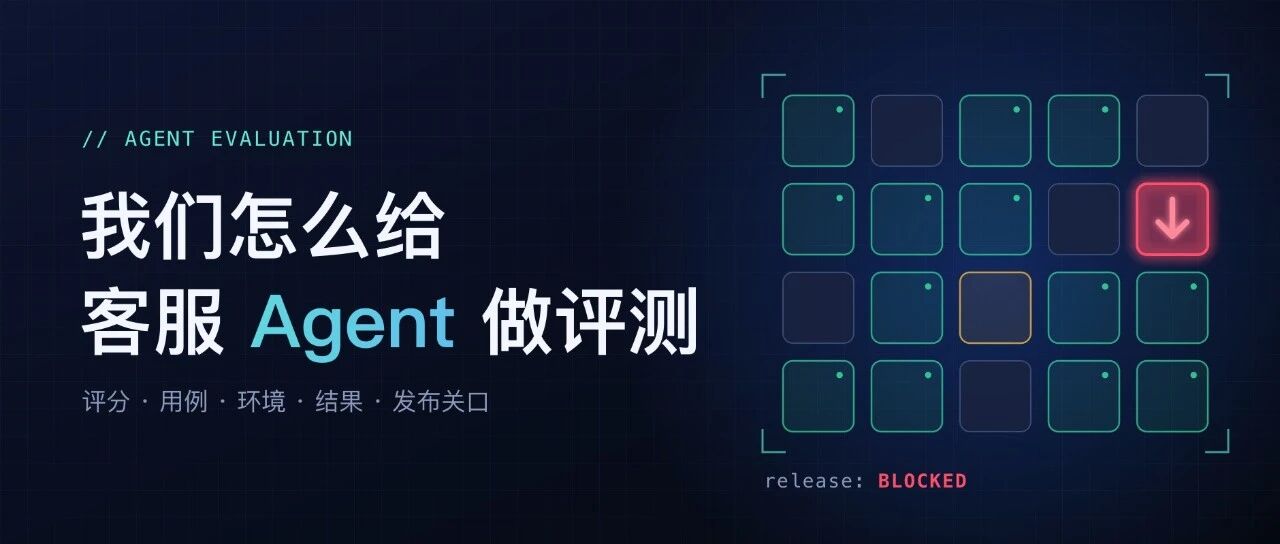 // AGENT EVALUATION
我们怎么给
客服 Agent 做评测
评分 · 用例 · 环境 · 结果 · 发布关口
release: BLOCKED